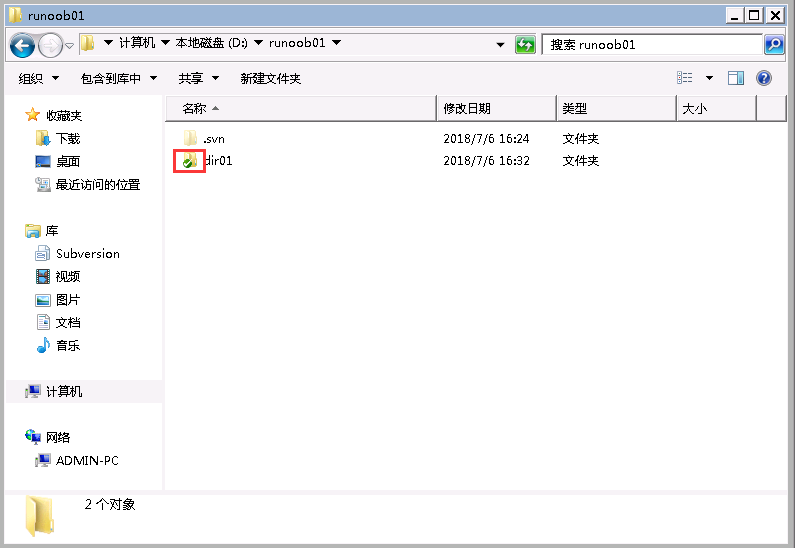 runoob01
计算机 本地磁盘 (D:) runoob01 搜索 runoob01
组织 包含到库中 共享 新建文件夹
名称 修改日期 类型 大小
.svn 2018/7/6 16:24 文件夹
dir01 2018/7/6 16:32 文件夹
收藏夹
下载
桌面
最近访问的位置
库
Subversion
视频
图片
文档
音乐
计算机
网络
ADMIN-PC
2 个对象